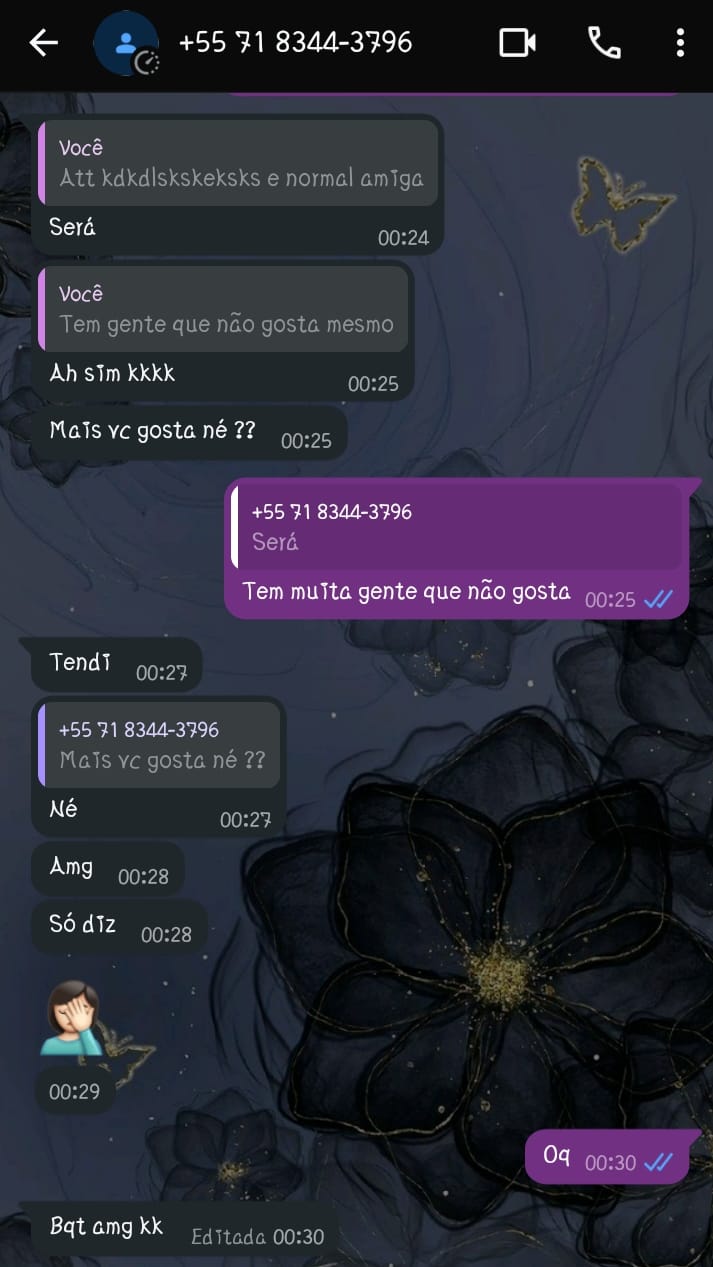 +55 71 8344-3796
Você
Att kdkdlskskeksks e normal amiga
Será
00:24
Você
Tem gente que não gosta mesmo
Ah sim kkkk
00:25
Mais vc gosta né ??
00:25
+55 71 8344-3796
Será
Tem muita gente que não gosta
00:25
Tendi
00:27
+55 71 8344-3796
Mais vc gosta né ??
Né
00:27
Amg
00:28
Só diz
00:28
00:29
Oq
00:30
Bqt amg kk
Editada 00:30